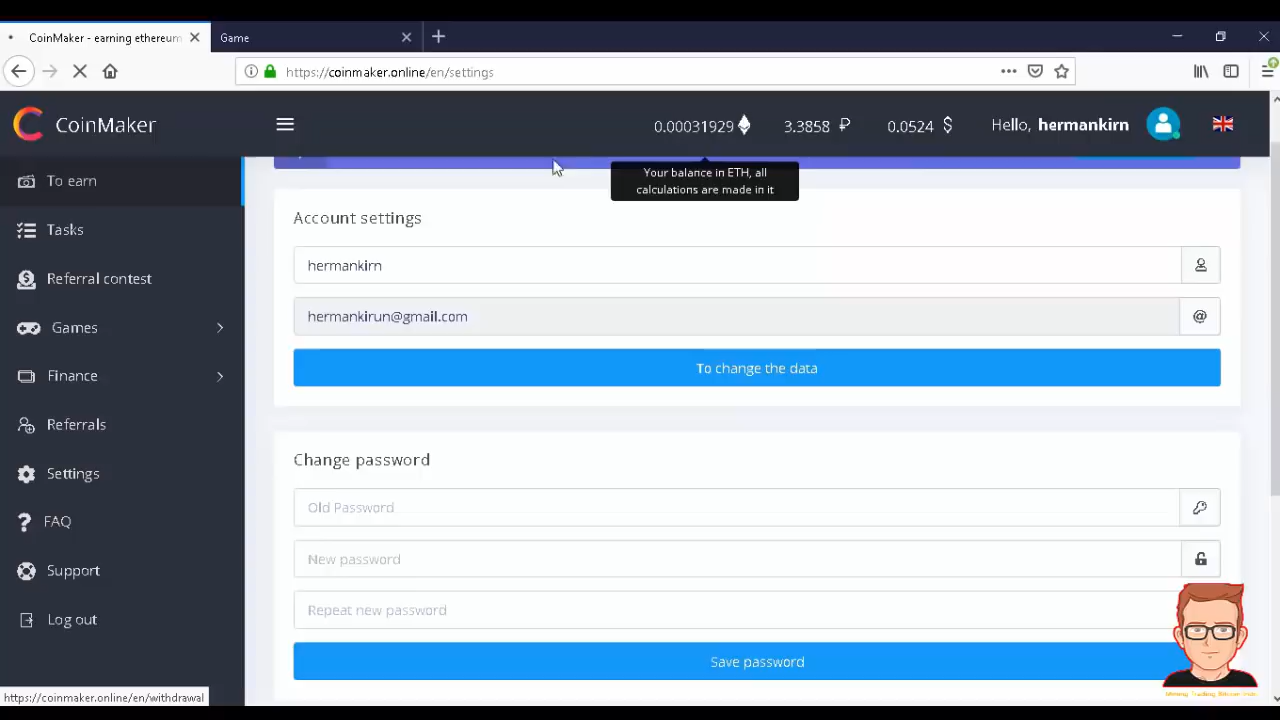 CoinMaker - earning ethereum
Game
https://coinmaker.online/en/settings
CoinMaker
0.00031929
3.3858 ₽
0.0524 $
Hello, hermankirn
Your balance in ETH, all
calculations are made in it
To earn
Tasks
Referral contest
Games
Finance
Referrals
Settings
FAQ
Support
Log out
Account settings
hermankirn
hermankirun@gmail.com
@
To change the data
Change password
Old Password
New password
Repeat new password
Save password
https://coinmaker.online/en/withdrawal